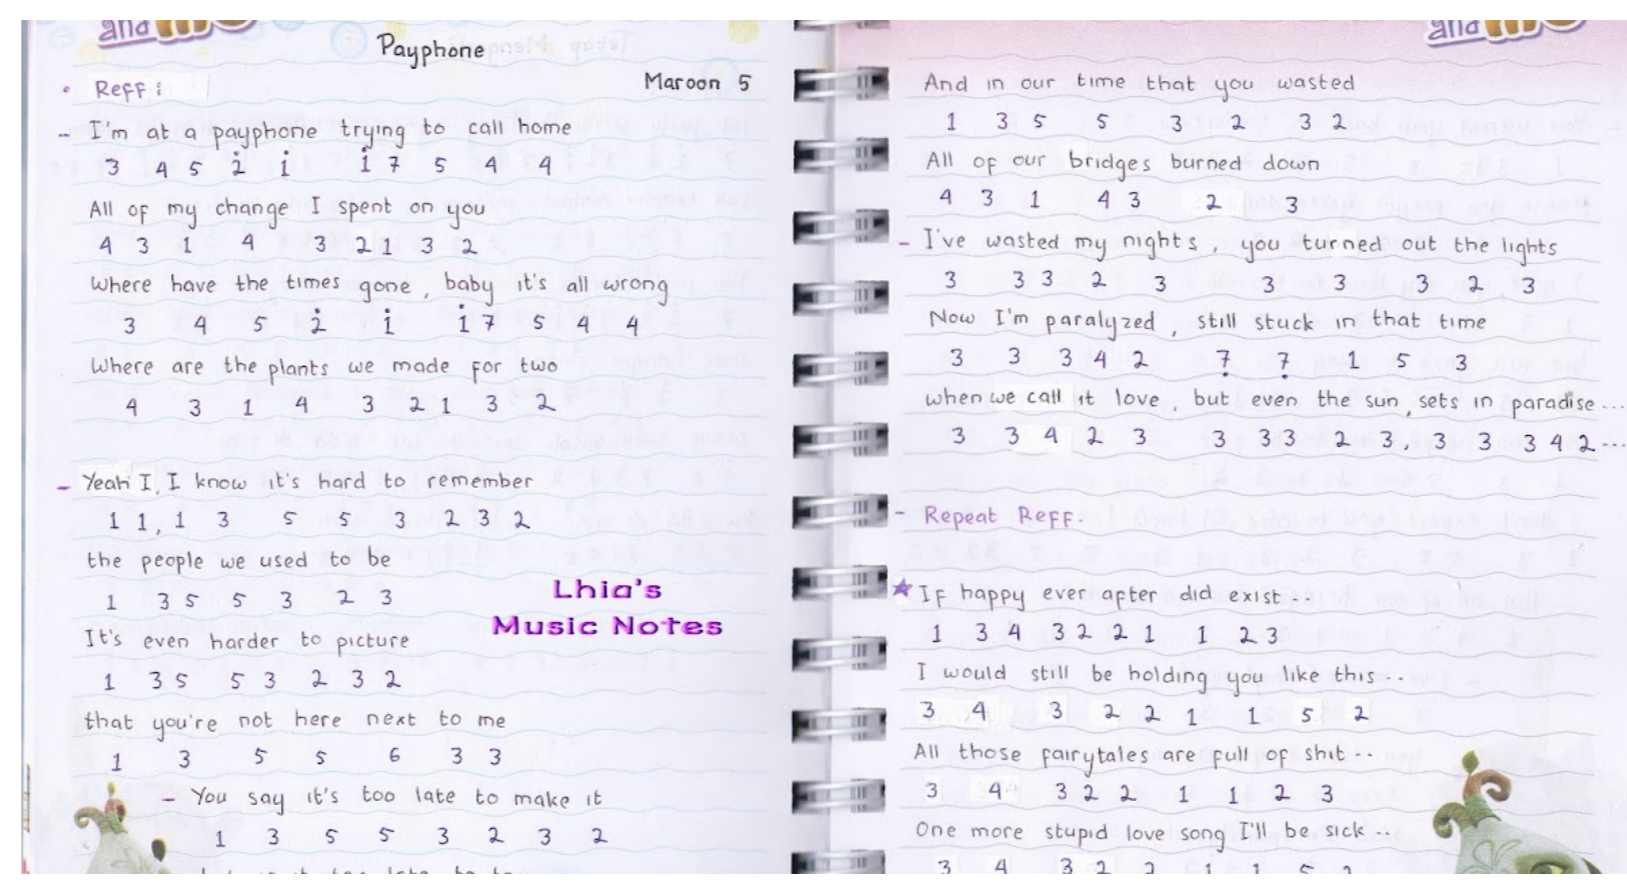 and
Payphone
Maroon 5
• Reff :
- I'm at a payphone trying to call home
3 4 5 2̇ 1̇ 1̇ 7 5 4 4
All of my change I spent on you
4 3 1 4 3 2 1 3 2
Where have the times gone, baby it's all wrong
3 4 5 2̇ 1̇ 1̇ 7 5 4 4
Where are the plants we made for two
4 3 1 4 3 2 1 3 2
- Yeah I, I know it's hard to remember
1 1, 1 3 5 5 3 2 3 2
the people we used to be
1 3 5 5 3 2 3
It's even harder to picture
1 3 5 5 3 2 3 2
that you're not here next to me
1 3 5 5 6 3 3
- You say it's too late to make it
1 3 5 5 3 2 3 2
Lhia's
Music Notes
and
And in our time that you wasted
1 3 5 5 3 2 3 2
All of our bridges burned down
4 3 1 4 3 2 3
- I've wasted my nights, you turned out the lights
3 3 3 2 3 3 3 3 2 3
Now I'm paralyzed, still stuck in that time
3 3 3 4 2 7̣ 7̣ 1 5 3
when we call it love, but even the sun, sets in paradise...
3 3 4 2 3 3 3 3 2 3, 3 3 3 4 2...
- Repeat Reff.
★ If happy ever after did exist..
1 3 4 3 2 2 1 1 2 3
I would still be holding you like this..
3 4 3 2 2 1 1 5 2
All those fairytales are full of shit..
3 4 3 2 2 1 1 2 3
One more stupid love song I'll be sick..
3 4 3 2 2 1 1 5 2